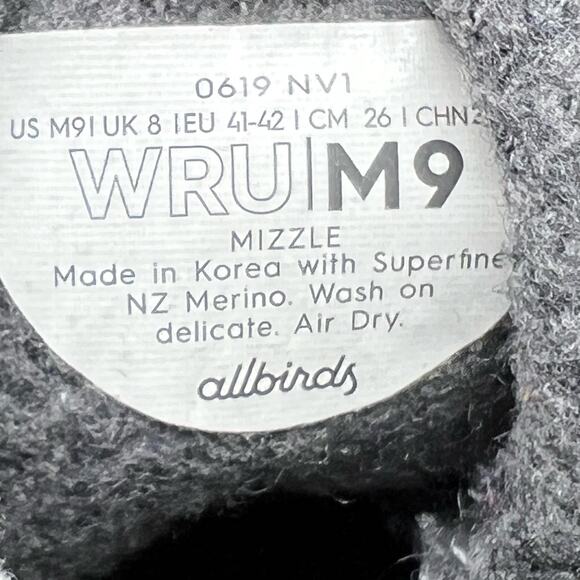 0619 NV1
US M9 | UK 8 | EU 41-42 | CM 26 | CHN
WRU|M9
MIZZLE
Made in Korea with Superfine
NZ Merino. Wash on
delicate. Air Dry.
allbirds